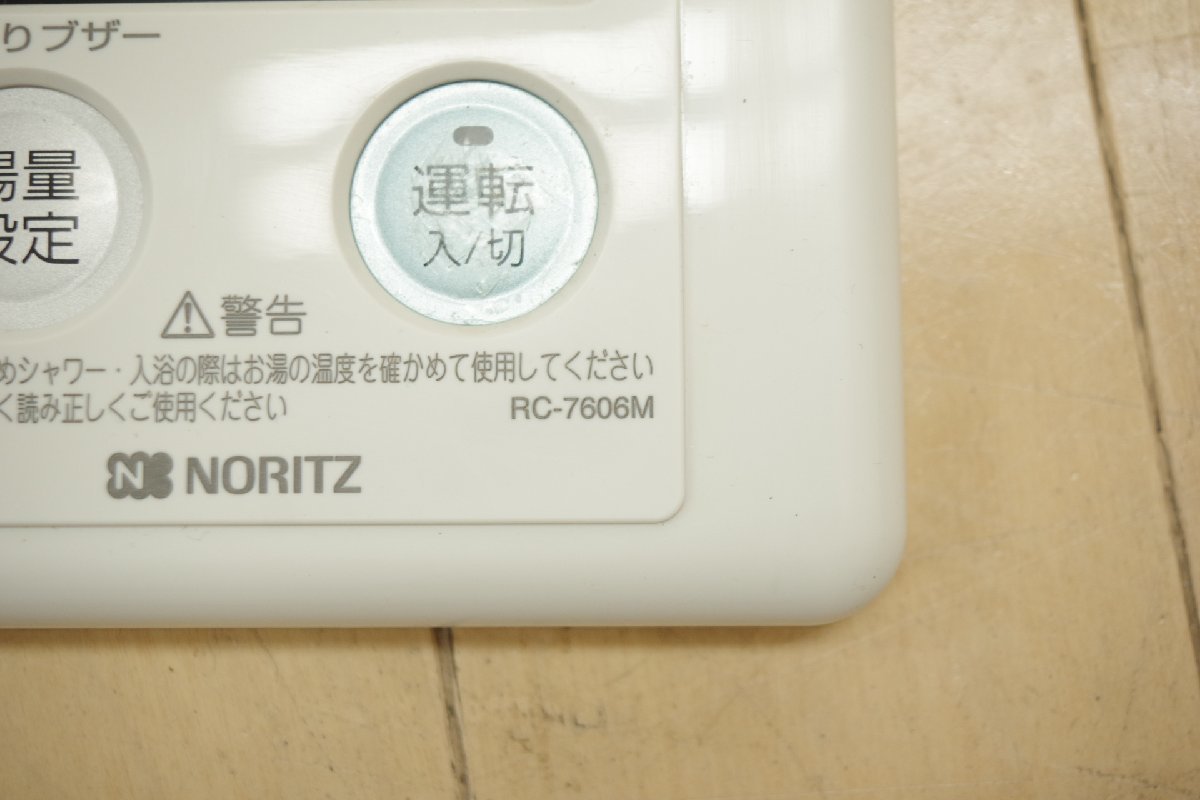 りブザー
湯量
設定
運転
入/切
警告
めシャワー・入浴の際はお湯の温度を確かめて使用してください
く読み正しくご使用ください
RC-7606M
NORITZ